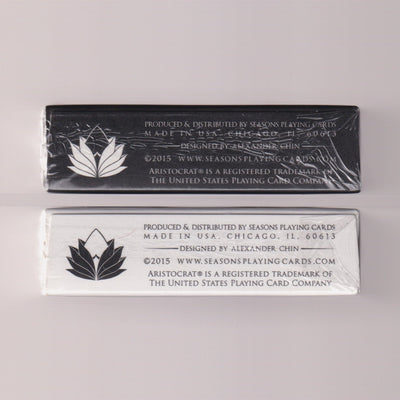 PRODUCED & DISTRIBUTED BY SEASONS PLAYING CARDS
MADE IN USA, CHICAGO, IL 60613
DESIGNED BY ALEXANDER CHIN
©2015 WWW.SEASONSPLAYINGCARDS.COM
ARISTOCRAT® IS A REGISTERED TRADEMARK OF
THE UNITED STATES PLAYING CARD COMPANY
PRODUCED & DISTRIBUTED BY SEASONS PLAYING CARDS
MADE IN USA, CHICAGO, IL. 60613
DESIGNED BY ALEXANDER CHIN
©2015 WWW.SEASONSPLAYINGCARDS.COM
ARISTOCRAT® IS A REGISTERED TRADEMARK OF
THE UNITED STATES PLAYING CARD COMPANY